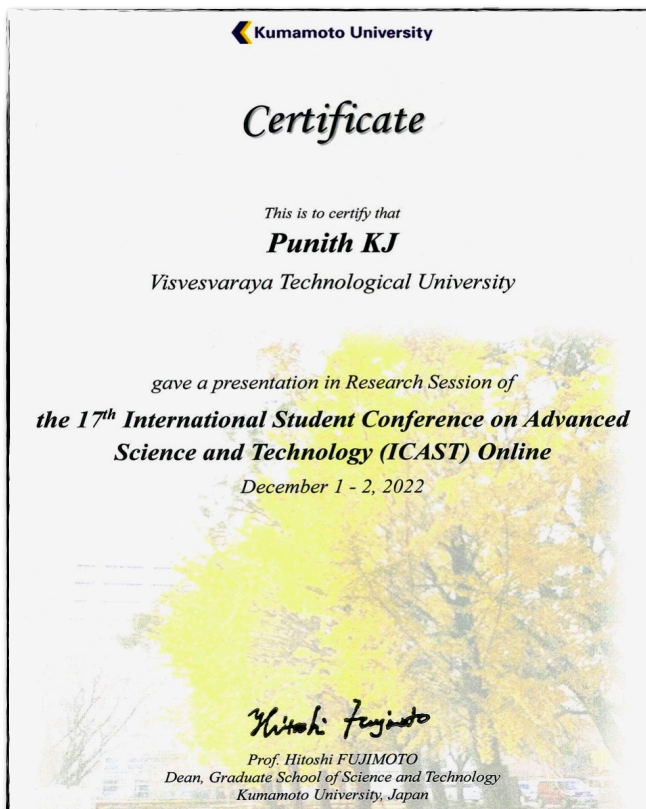 Kumamoto University
Certificate
This is to certify that
Punith KJ
Visvesvaraya Technological University
gave a presentation in Research Session of
the 17th International Student Conference on Advanced
Science and Technology (ICAST) Online
December 1 - 2, 2022
Hitoshi Fujimoto
Prof. Hitoshi FUJIMOTO
Dean, Graduate School of Science and Technology
Kumamoto University, Japan